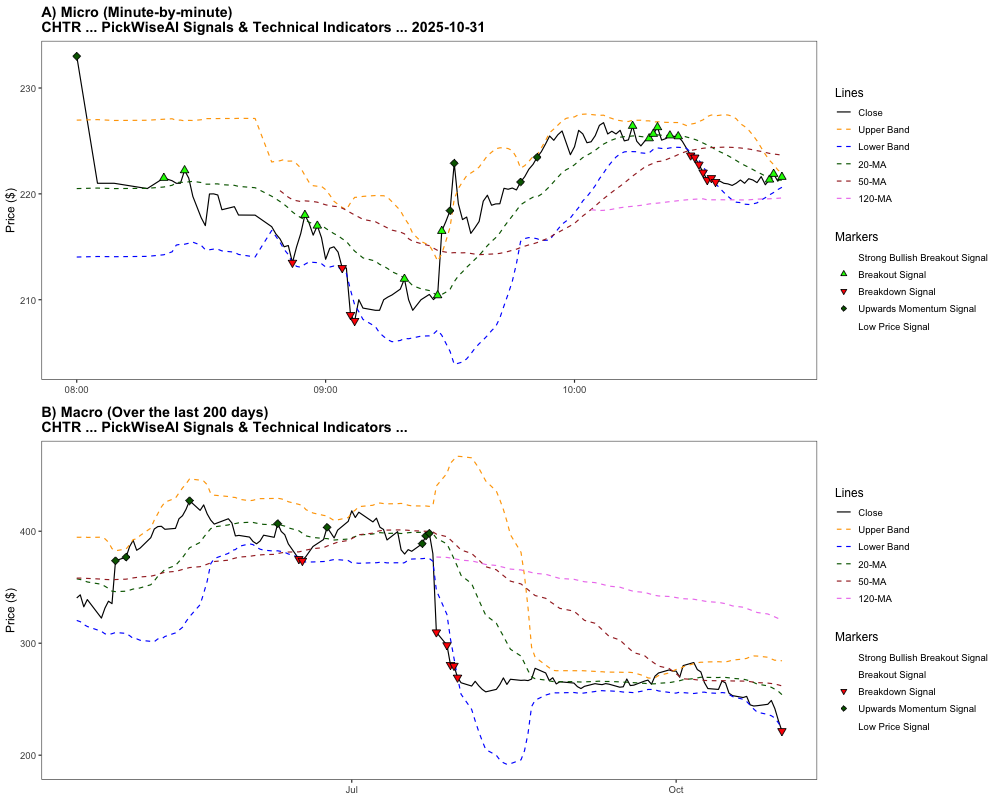 A) Micro (Minute-by-minute)
CHTR ... PickWiseAI Signals & Technical Indicators ... 2025-10-31
Price ($)
230
220
210
08:00
09:00
10:00
Lines
Close
Upper Band
Lower Band
20-MA
50-MA
120-MA
Markers
Strong Bullish Breakout Signal
Breakout Signal
Breakdown Signal
Upwards Momentum Signal
Low Price Signal
B) Macro (Over the last 200 days)
CHTR ... PickWiseAI Signals & Technical Indicators ...
Price ($)
400
300
200
Jul
Oct
Lines
Close
Upper Band
Lower Band
20-MA
50-MA
120-MA
Markers
Strong Bullish Breakout Signal
Breakout Signal
Breakdown Signal
Upwards Momentum Signal
Low Price Signal